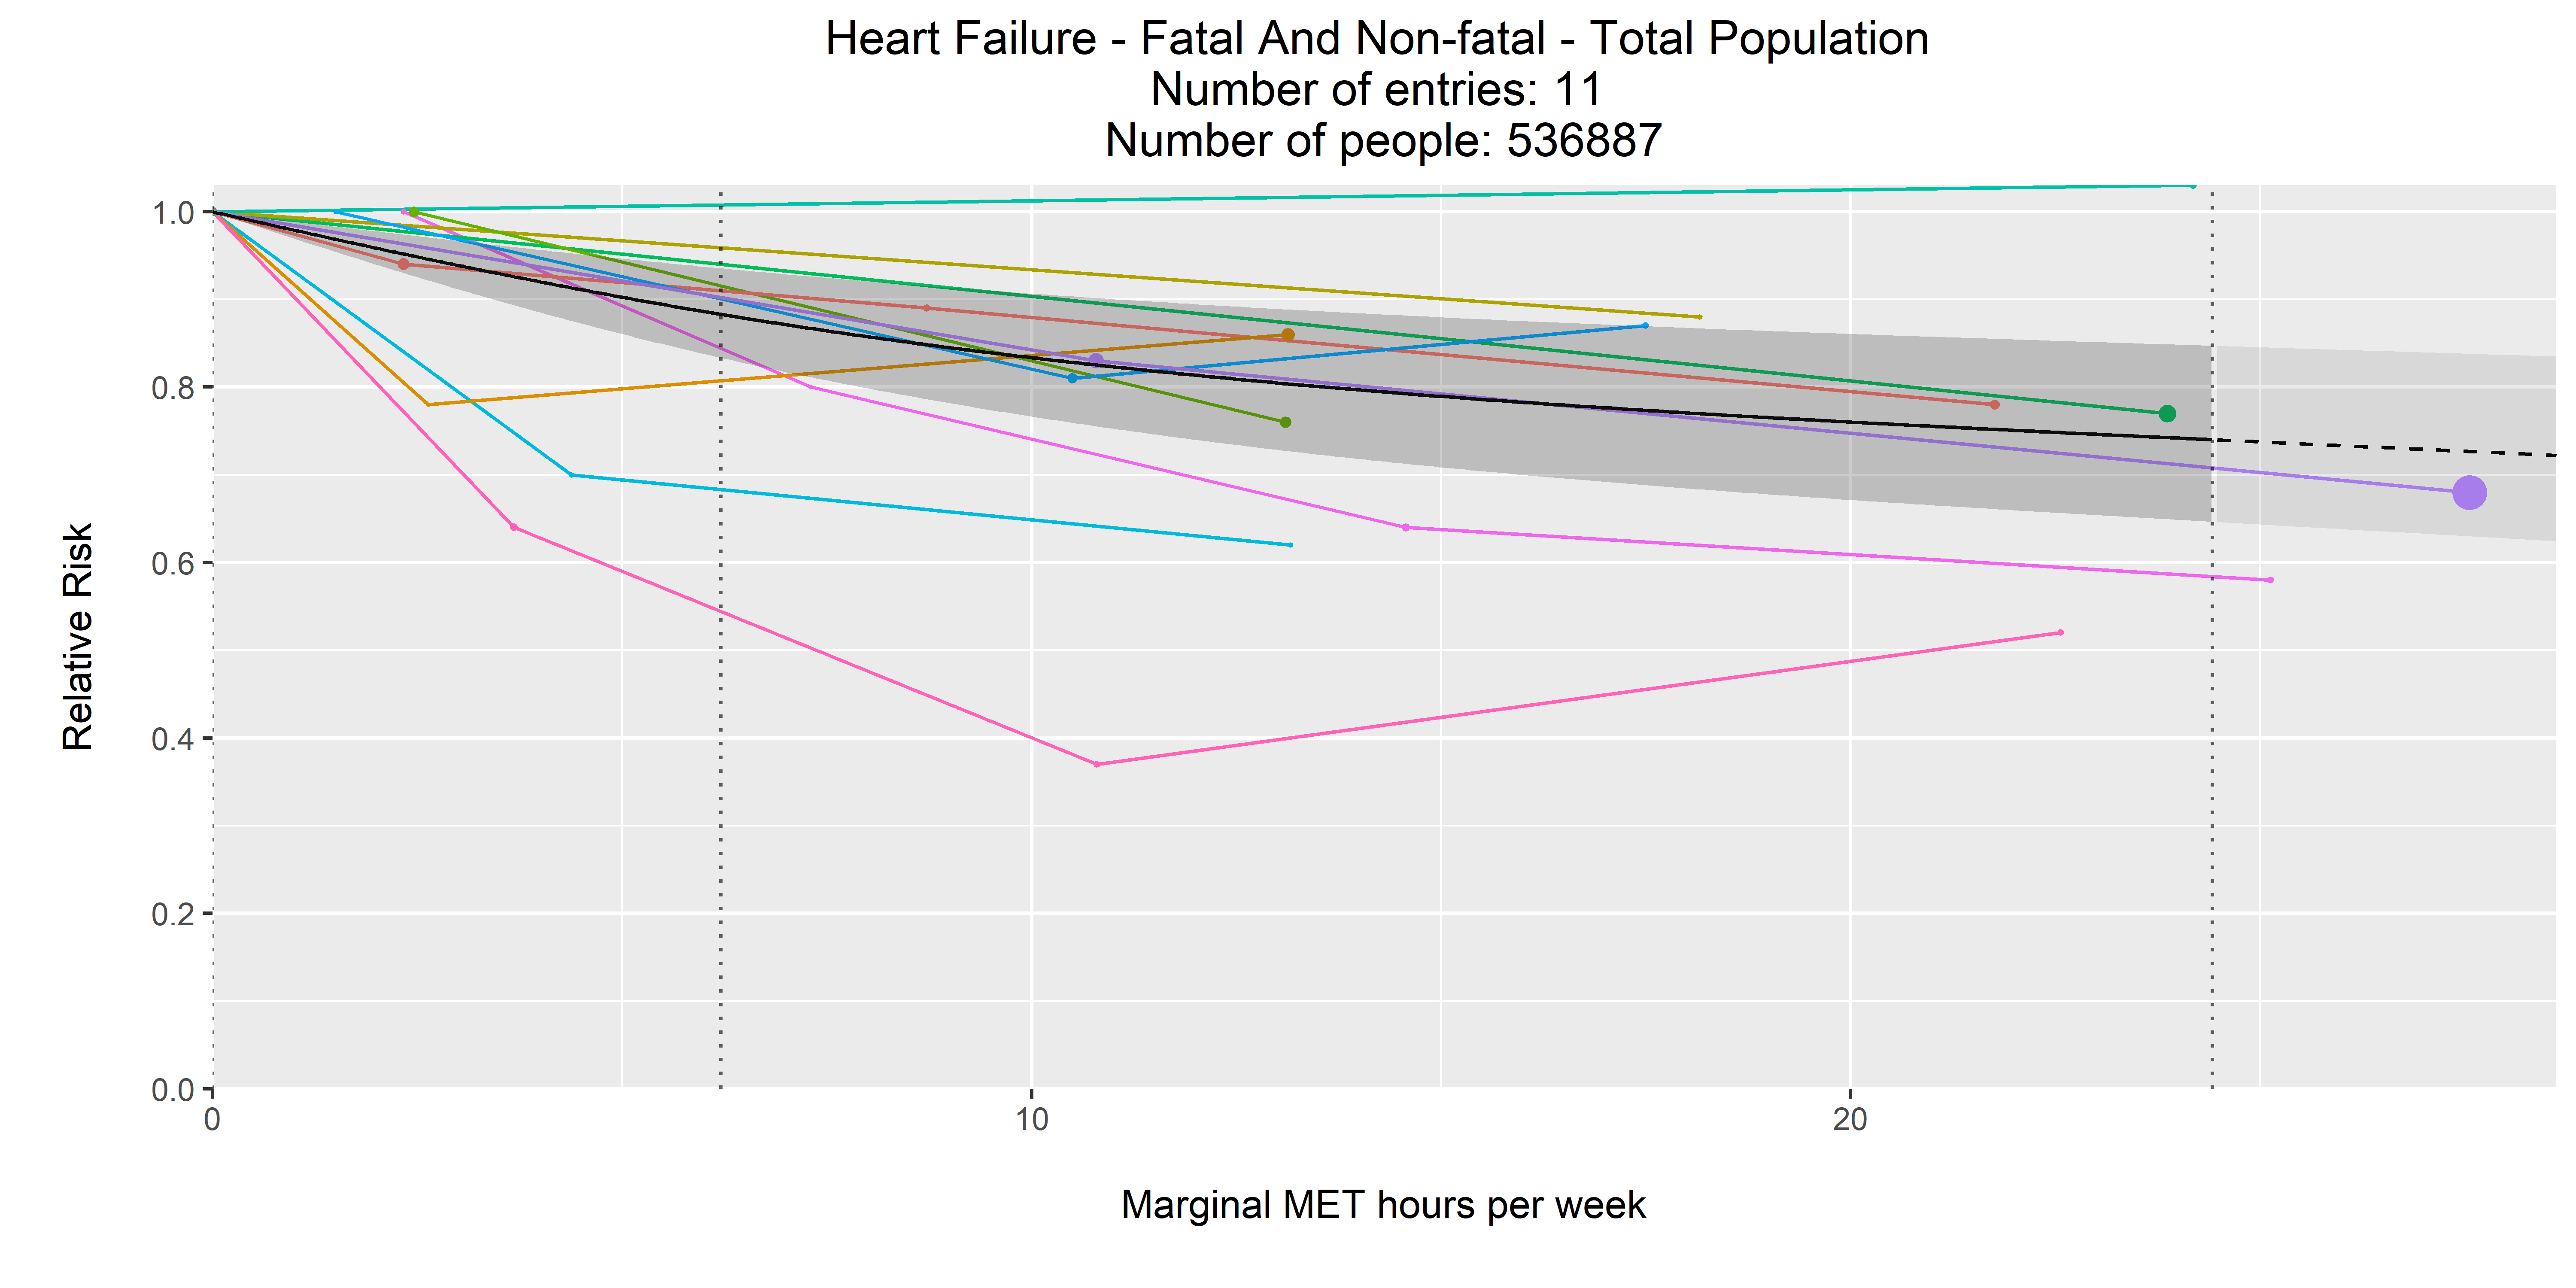 Heart Failure - Fatal And Non-fatal - Total Population
Number of entries: 11
Number of people: 536887
Relative Risk
1.0
0.8
0.6
0.4
0.2
0.0
0 10 20
Marginal MET hours per week